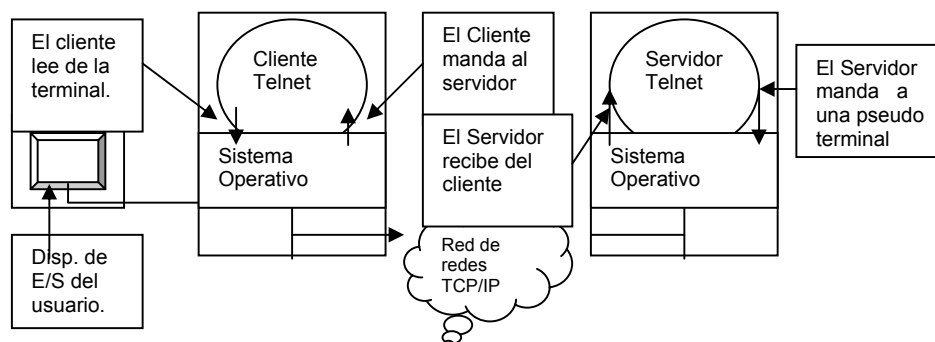 El cliente
lee de la
terminal.
Cliente
Telnet
El Cliente
manda al
servidor
Servidor
Telnet
El Servidor
manda a
una pseudo
terminal
Sistema
Operativo
El Servidor
recibe del
cliente
Sistema
Operativo
Disp. de
E/S del
usuario.
Red de
redes
TCP/IP